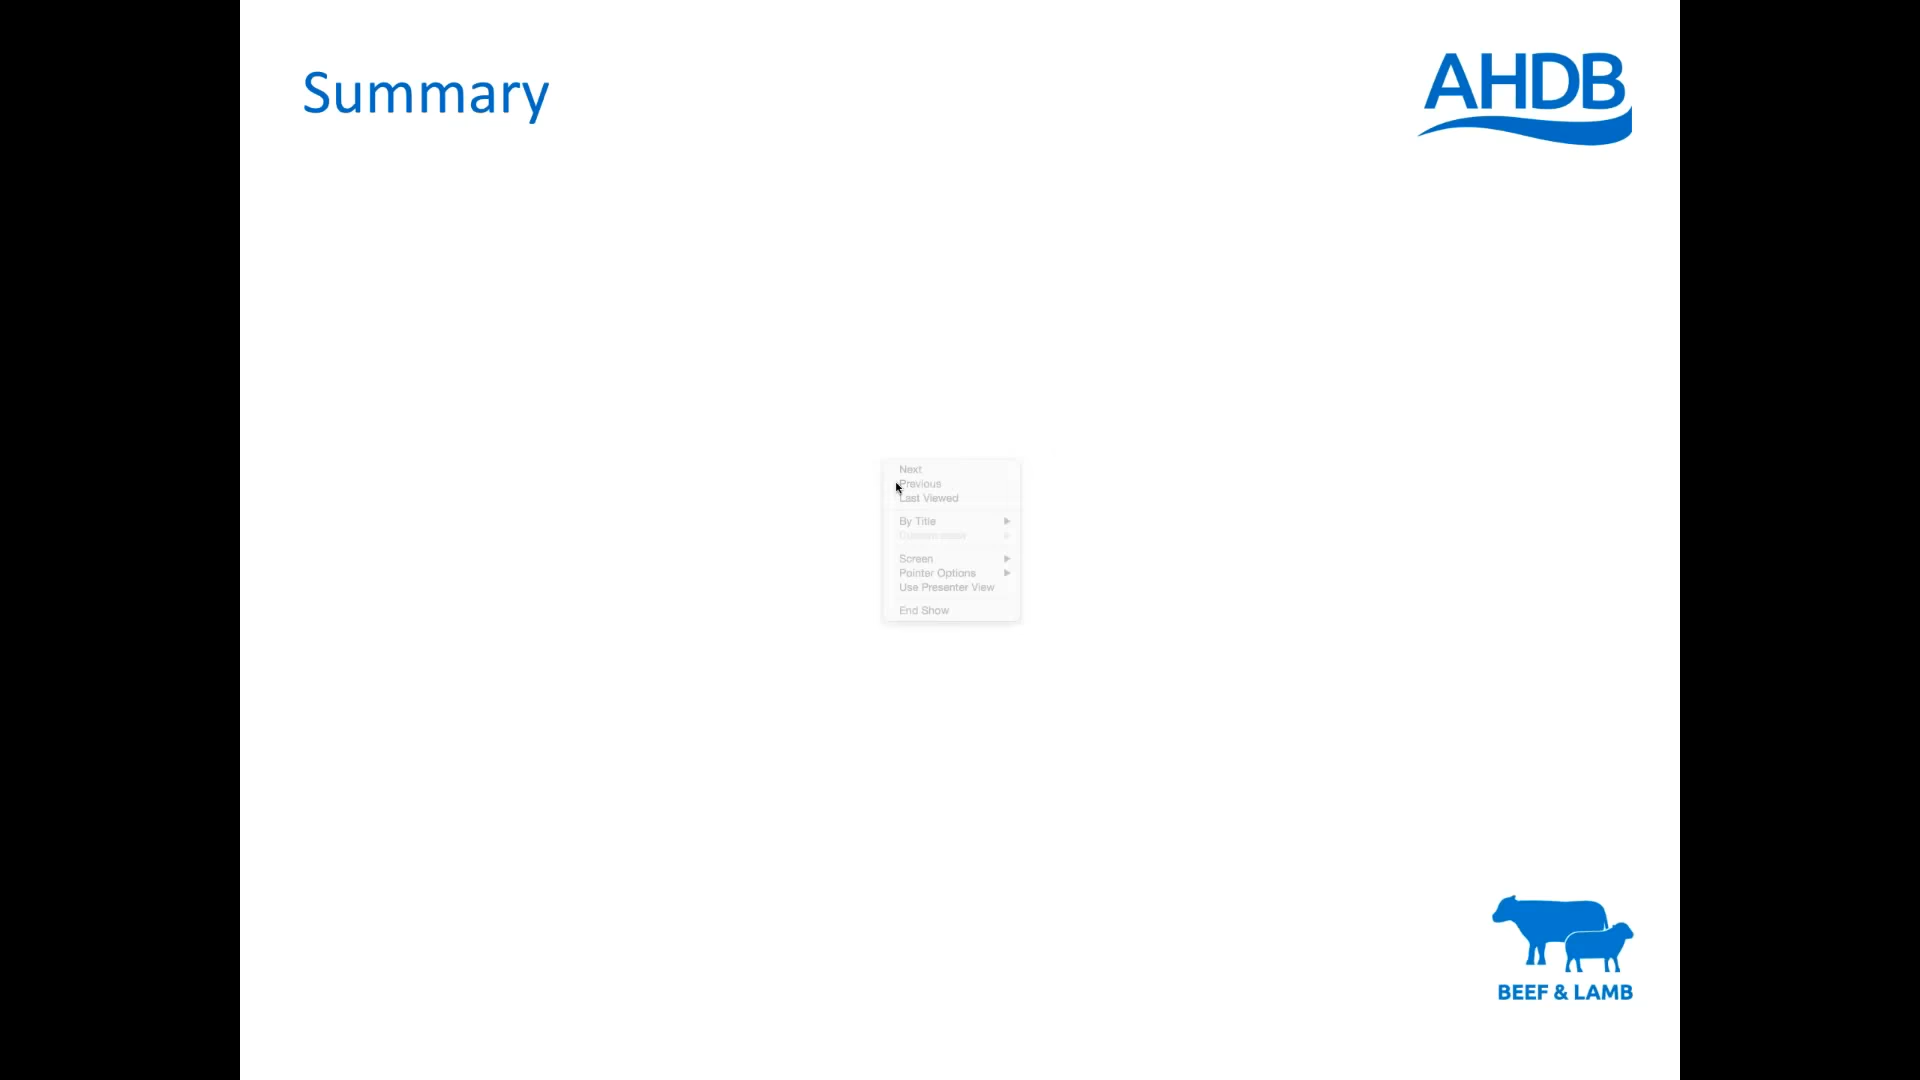 Summary
AHDB
Next
Previous
Last Viewed
By Title
Screen
Pointer Options
Use Presenter View
End Show
BEEF & LAMB